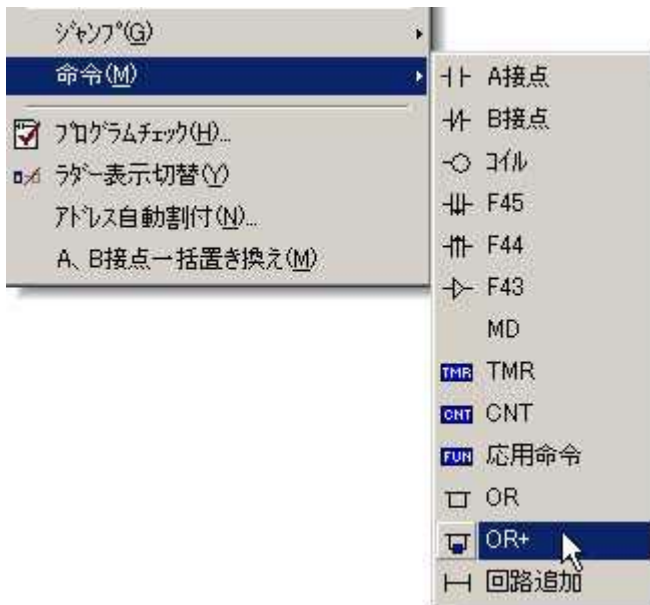 ｼﾞｬﾝﾌﾟ(G)
命令(M)
ﾌﾟﾛｸﾞﾗﾑﾁｪｯｸ(H)...
ﾗﾀﾞｰ表示切替(Y)
ｱﾄﾞﾚｽ自動割付(N)...
A、B接点一括置き換え(M)
A接点
B接点
ｺｲﾙ
F45
F44
F43
MD
TMR TMR
CNT CNT
FUN 応用命令
OR
OR+
回路追加